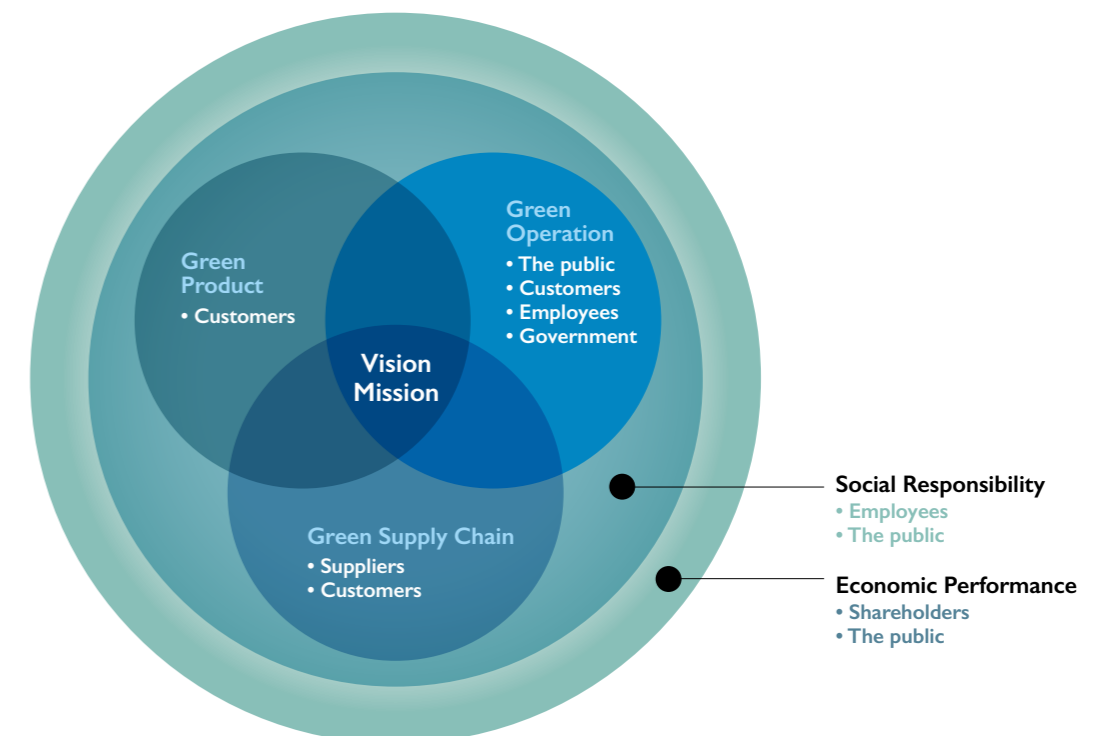 Green
Product
• Customers
Green
Operation
• The public
• Customers
• Employees
• Government
Vision
Mission
Green Supply Chain
• Suppliers
• Customers
Social Responsibility
• Employees
• The public
Economic Performance
• Shareholders
• The public